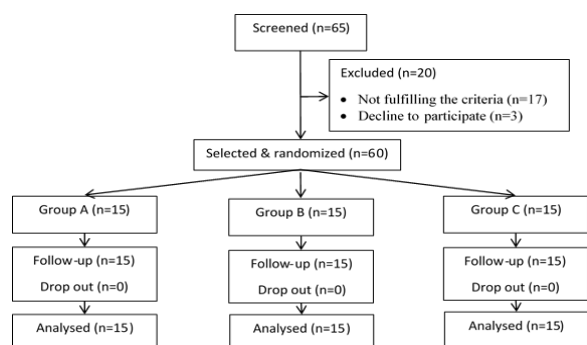 Screened (n=65)
Excluded (n=20)
• Not fulfilling the criteria (n=17)
• Decline to participate (n=3)
Selected & randomized (n=60)
Group A (n=15)
Group B (n=15)
Group C (n=15)
Follow-up (n=15)
Drop out (n=0)
Follow-up (n=15)
Drop out (n=0)
Follow-up (n=15)
Drop out (n=0)
Analysed (n=15)
Analysed (n=15)
Analysed (n=15)